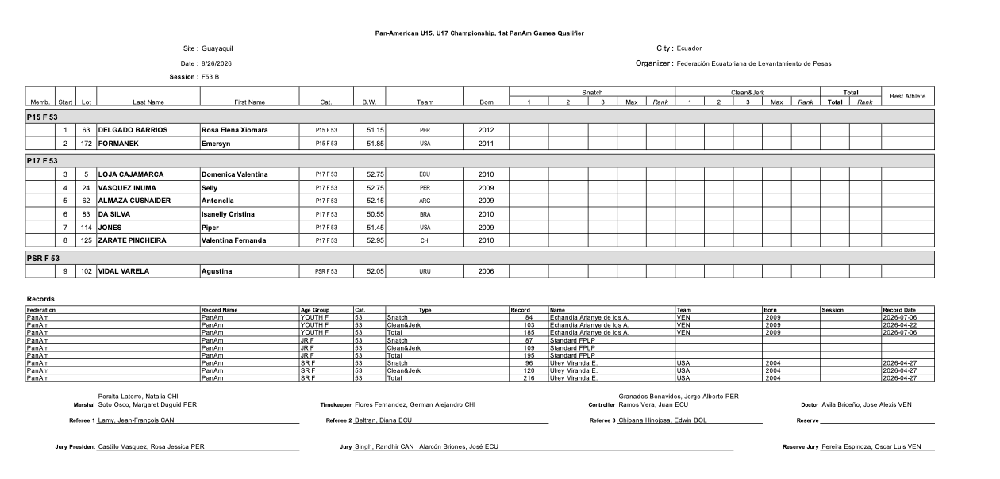 Pan-American U15, U17 Championship, 1st PanAm Games Qualifier
Site : Guayaquil City : Ecuador
Date : 8/26/2026 Organizer : Federación Ecuatoriana de Levantamiento de Pesas
Session : F53 B
Snatch Clean&Jerk Total
Memb. Start Lot Last Name First Name Cat. B.W. Team Born 1 2 3 Max Rank 1 2 3 Max Rank Total Rank Best Athlete
P15 F 53
1 63 DELGADO BARRIOS Rosa Elena Xiomara P15 F 53 51.15 PER 2012
2 172 FORMANEK Emersyn P15 F 53 51.85 USA 2011
P17 F 53
3 5 LOJA CAJAMARCA Domenica Valentina P17 F 53 52.75 ECU 2010
4 24 VASQUEZ INUMA Selly P17 F 53 52.75 PER 2009
5 62 ALMAZA CUSNAIDER Antonella P17 F 53 52.15 ARG 2009
6 83 DA SILVA Isanelly Cristina P17 F 53 50.55 BRA 2010
7 114 JONES Piper P17 F 53 51.45 USA 2009
8 125 ZARATE PINCHEIRA Valentina Fernanda P17 F 53 52.95 CHI 2010
PSR F 53
9 102 VIDAL VARELA Agustina PSR F 53 52.05 URU 2006
Records
Federation Record Name Age Group Cat. Type Record Name Team Born Session Record Date
PanAm PanAm YOUTH F 53 Snatch 84 Echandia Arianye de los A. VEN 2009 2026-07-06
PanAm PanAm YOUTH F 53 Clean&Jerk 103 Echandia Arianye de los A. VEN 2009 2026-04-22
PanAm PanAm YOUTH F 53 Total 185 Echandia Arianye de los A. VEN 2009 2026-07-06
PanAm PanAm JR F 53 Snatch 87 Standard FPLP
PanAm PanAm JR F 53 Clean&Jerk 109 Standard FPLP
PanAm PanAm JR F 53 Total 195 Standard FPLP
PanAm PanAm SR F 53 Snatch 96 Ulrey Miranda E. USA 2004 2026-04-27
PanAm PanAm SR F 53 Clean&Jerk 120 Ulrey Miranda E. USA 2004 2026-04-27
PanAm PanAm SR F 53 Total 216 Ulrey Miranda E. USA 2004 2026-04-27
Peralta Latorre, Natalia CHI Granados Benavides, Jorge Alberto PER
Marshal Soto Osco, Margaret Duguid PER Timekeeper Flores Fernandez, German Alejandro CHI Controller Ramos Vera, Juan ECU Doctor Avila Briceño, Jose Alexis VEN
Referee 1 Lamy, Jean-François CAN Referee 2 Beltran, Diana ECU Referee 3 Chipana Hinojosa, Edwin BOL Reserve
Jury President Castillo Vasquez, Rosa Jessica PER Jury Singh, Randhir CAN Alarcón Briones, José ECU Reserve Jury Fereira Espinoza, Oscar Luis VEN